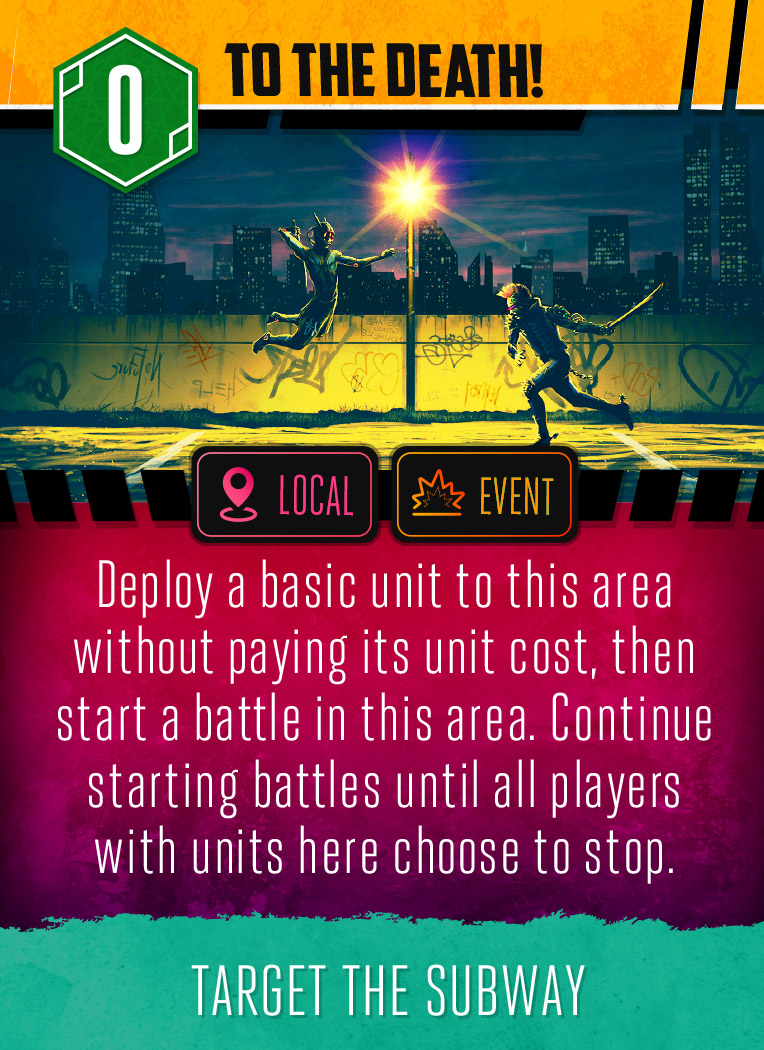 0
TO THE DEATH!
LOCAL
EVENT
Deploy a basic unit to this area
without paying its unit cost, then
start a battle in this area. Continue
starting battles until all players
with units here choose to stop.
TARGET THE SUBWAY